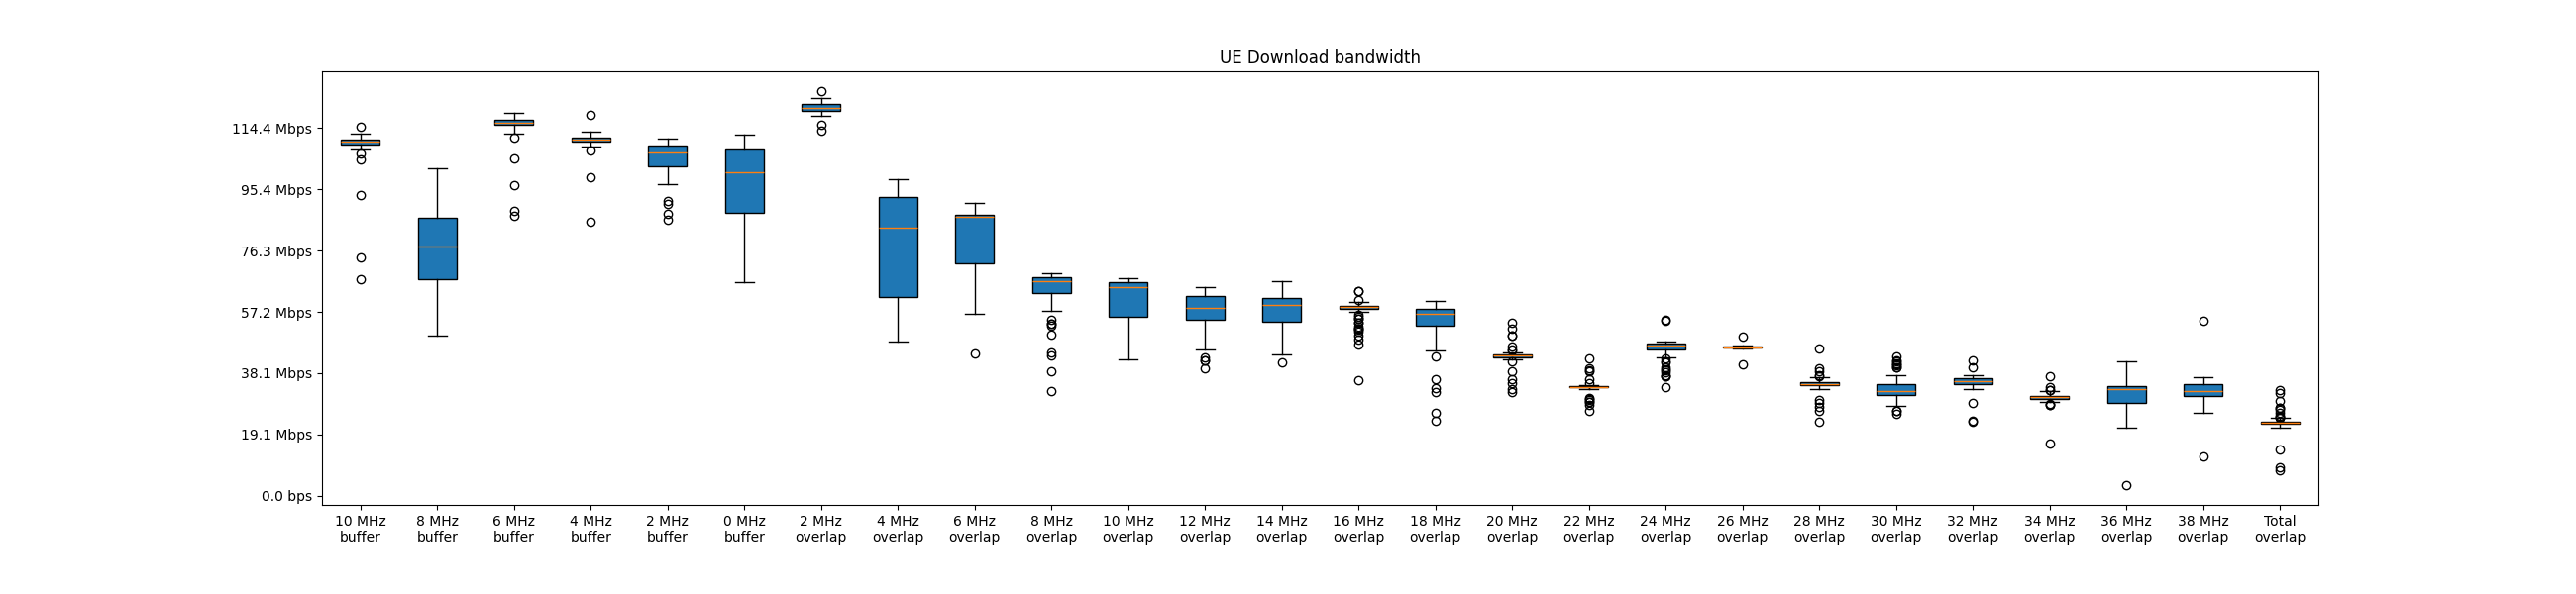 UE Download bandwidth
114.4 Mbps
95.4 Mbps
76.3 Mbps
57.2 Mbps
38.1 Mbps
19.1 Mbps
0.0 bps
10 MHz 8 MHz 6 MHz 4 MHz 2 MHz 0 MHz 2 MHz 4 MHz 6 MHz 8 MHz 10 MHz 12 MHz 14 MHz 16 MHz 18 MHz 20 MHz 22 MHz 24 MHz 26 MHz 28 MHz 30 MHz 32 MHz 34 MHz 36 MHz 38 MHz Total
buffer buffer buffer buffer buffer buffer overlap overlap overlap overlap overlap overlap overlap overlap overlap overlap overlap overlap overlap overlap overlap overlap overlap overlap overlap overlap